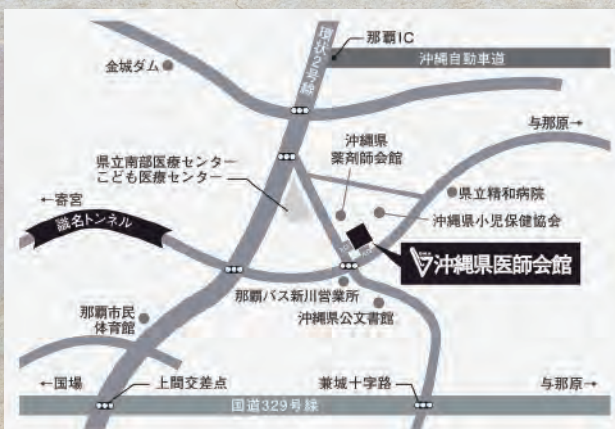 環状2号線
那覇IC
沖縄自動車道
金城ダム
与那原→
沖縄県
薬剤師会館
県立南部医療センター
こども医療センター
県立精和病院
←寄宮
識名トンネル
沖縄県小児保健協会
沖縄県医師会館
那覇バス新川営業所
沖縄県公文書館
那覇市民
体育館
←国場
上間交差点
兼城十字路
与那原→
国道329号線